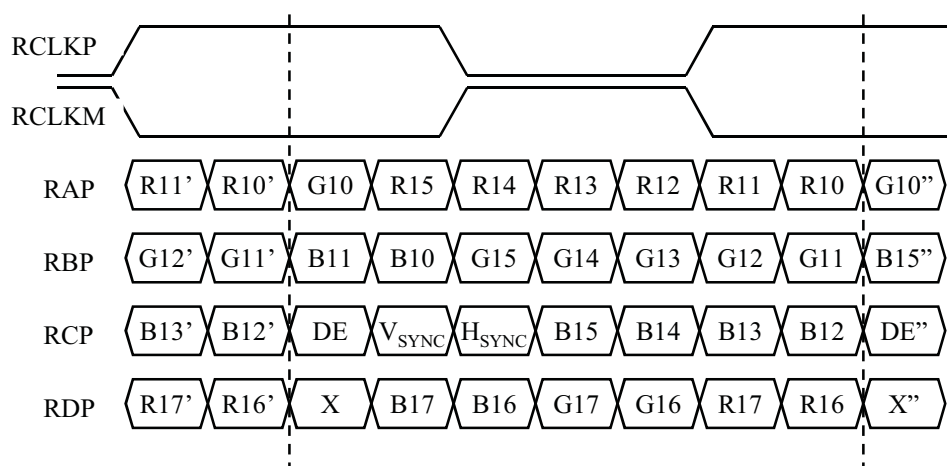 RCLKP
RCLKM
RAP R11’ R10’ G10 R15 R14 R13 R12 R11 R10 G10”
RBP G12’ G11’ B11 B10 G15 G14 G13 G12 G11 B15”
RCP B13’ B12’ DE VSYNC HSYNC B15 B14 B13 B12 DE”
RDP R17’ R16’ X B17 B16 G17 G16 R17 R16 X”